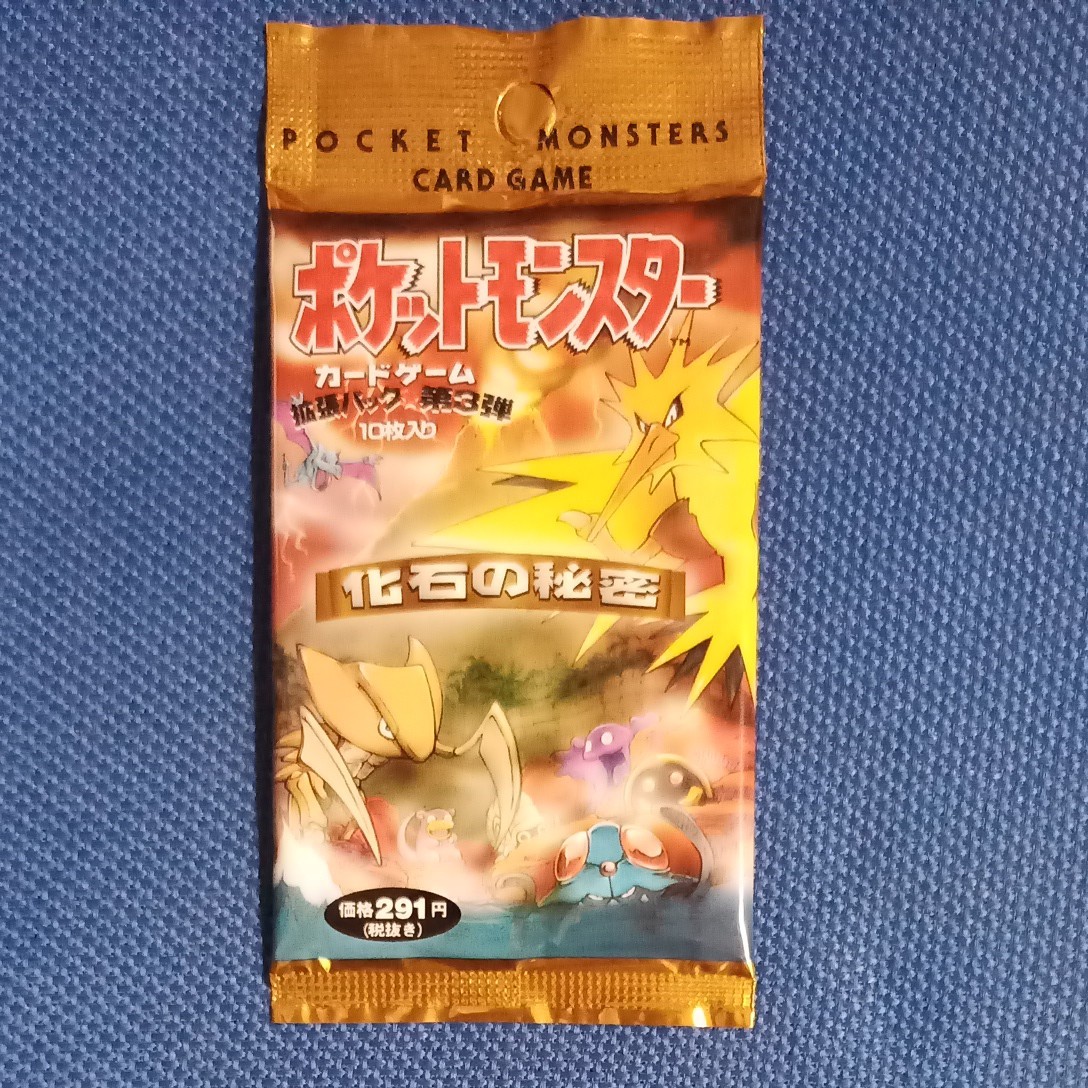 POCKET MONSTERS
CARD GAME
ポケットモンスター
TM
カードゲーム
拡張パック 第3弾
10枚入り
化石の秘密
価格291円
(税抜き)